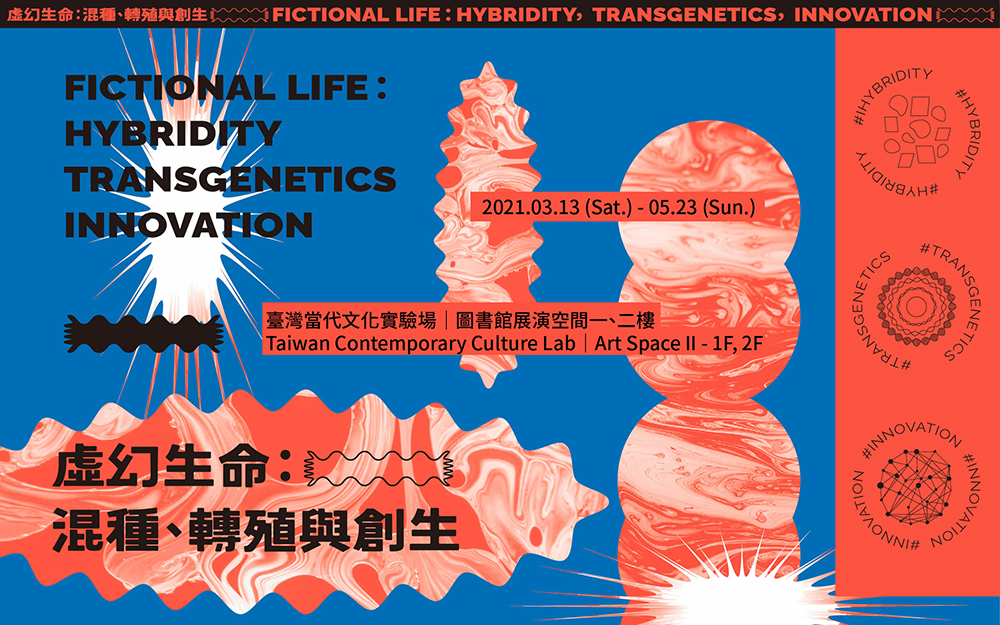 虛幻生命：混種、轉殖與創生
FICTIONAL LIFE：HYBRIDITY, TRANSGENETICS, INNOVATION
FICTIONAL LIFE：
HYBRIDITY
TRANSGENETICS
INNOVATION
2021.03.13 (Sat.) - 05.23 (Sun.)
臺灣當代文化實驗場｜圖書館展演空間一、二樓
Taiwan Contemporary Culture Lab｜Art Space II - 1F, 2F
虛幻生命：
混種、轉殖與創生
#IHYBRIDITY
#HYBRIDITY
#HYBRIDITY
#TRANSGENETICS
#TRANSGENETICS
#INNOVATION
#INNOVATION
#INNOVATION